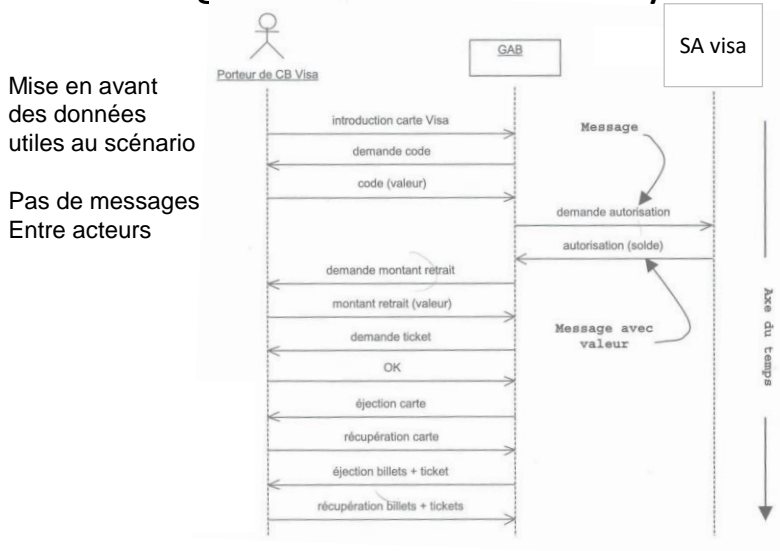 Porteur de CB Visa
GAB
SA visa
Mise en avant
des données
utiles au scénario
Pas de messages
Entre acteurs
introduction carte Visa
demande code
code (valeur)
Message
demande autorisation
autorisation (solde)
demande montant retrait
montant retrait (valeur)
Message avec
valeur
demande ticket
OK
éjection carte
récupération carte
éjection billets + ticket
récupération billets + tickets
Axe du temps